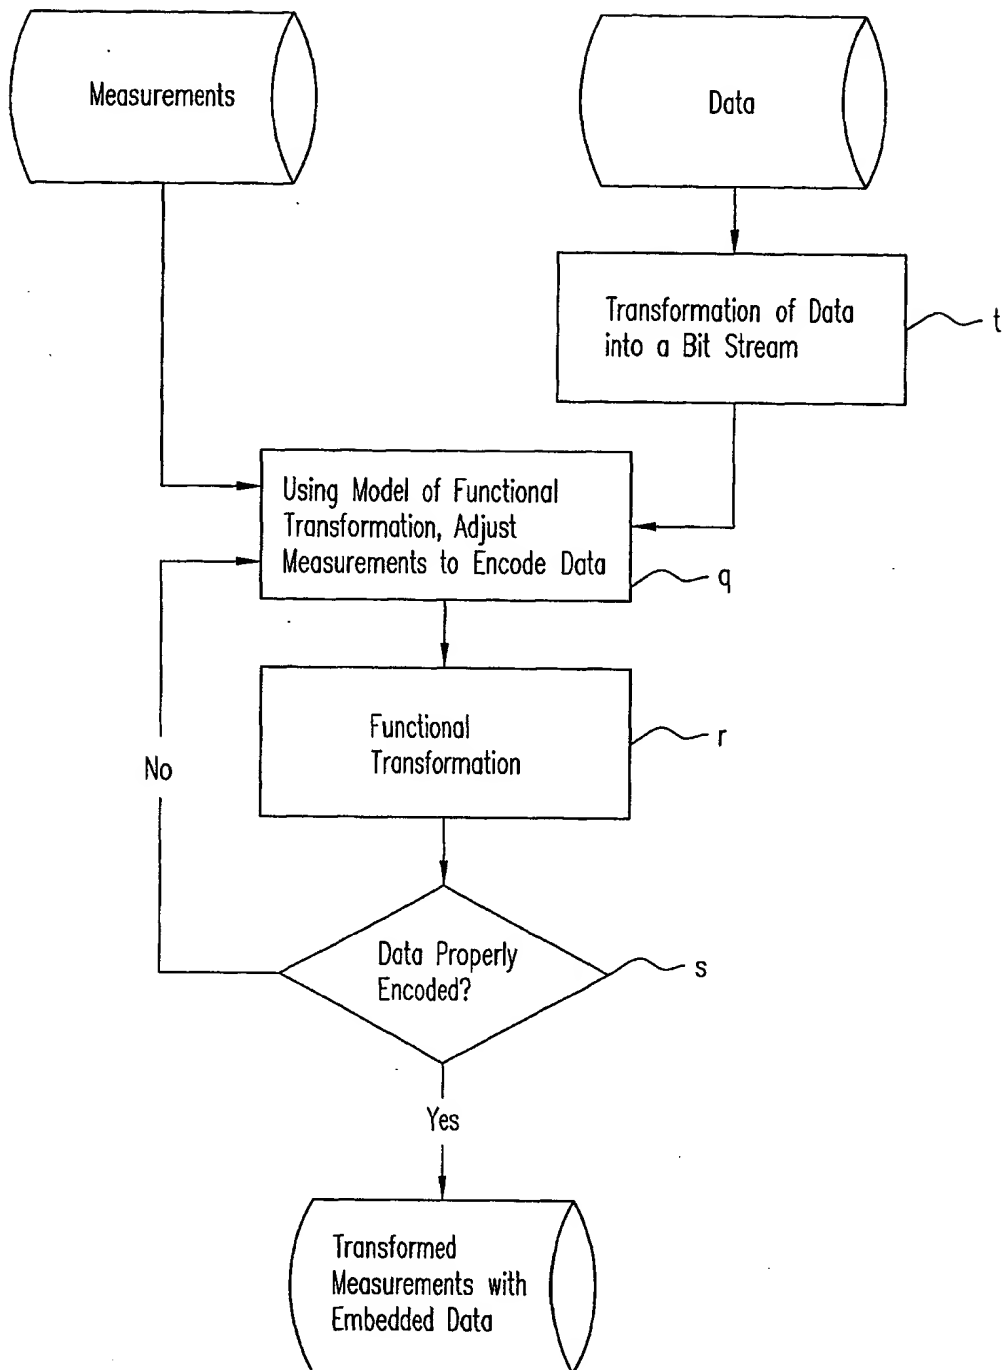 Measurements
Data
Transformation of Data
into a Bit Stream
t
Using Model of Functional
Transformation, Adjust
Measurements to Encode Data
q
Functional
Transformation
r
No
Data Properly
Encoded?
s
Yes
Transformed
Measurements with
Embedded Data